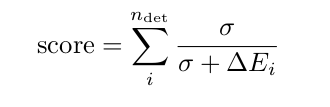 score = \sum_{i}^{n_{\text{det}}} \frac{\sigma}{\sigma + \Delta E_i}